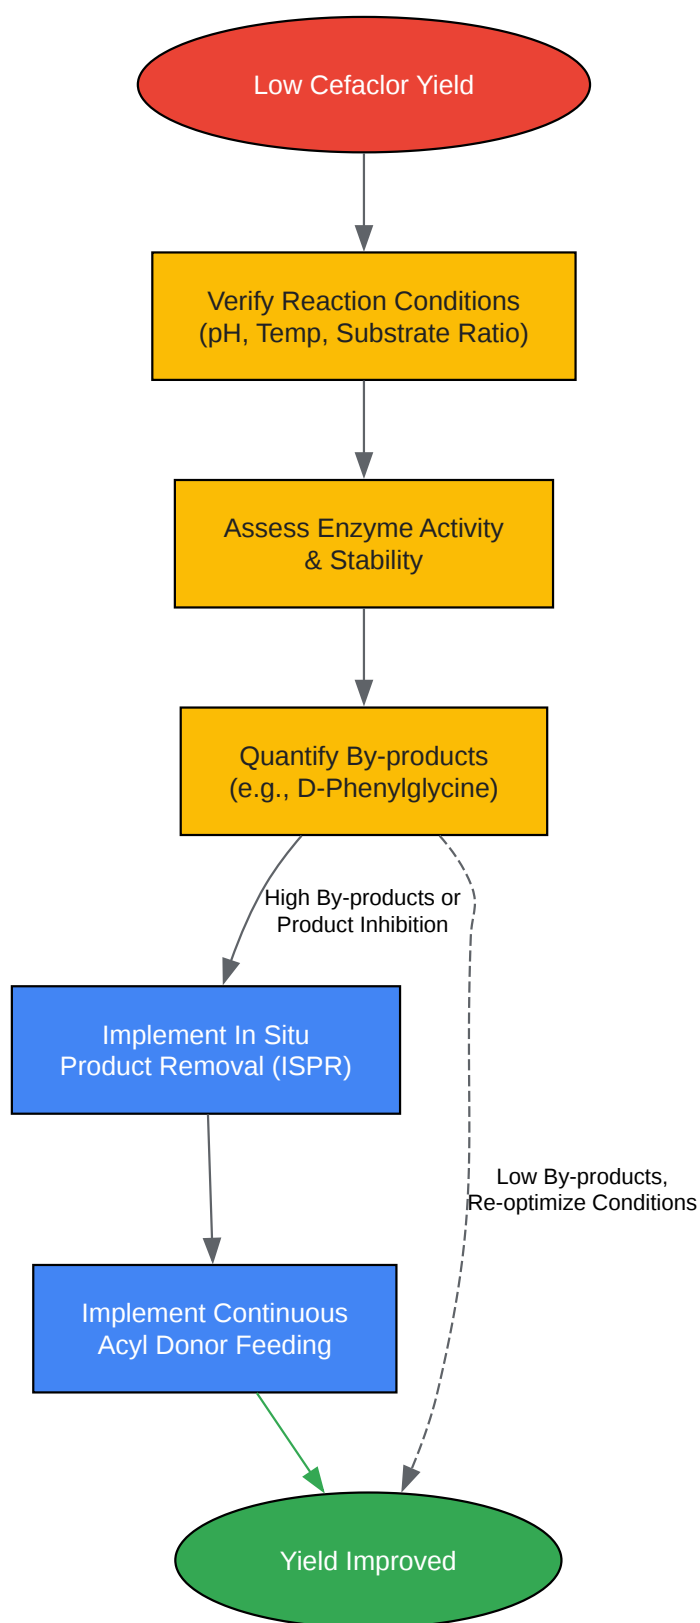 Low Cefaclor Yield
Verify Reaction Conditions
(pH, Temp, Substrate Ratio)
Assess Enzyme Activity
& Stability
Quantify By-products
(e.g., D-Phenylglycine)
High By-products or
Product Inhibition
Implement In Situ
Product Removal (ISPR)
Low By-products,
Re-optimize Conditions
Implement Continuous
Acyl Donor Feeding
Yield Improved